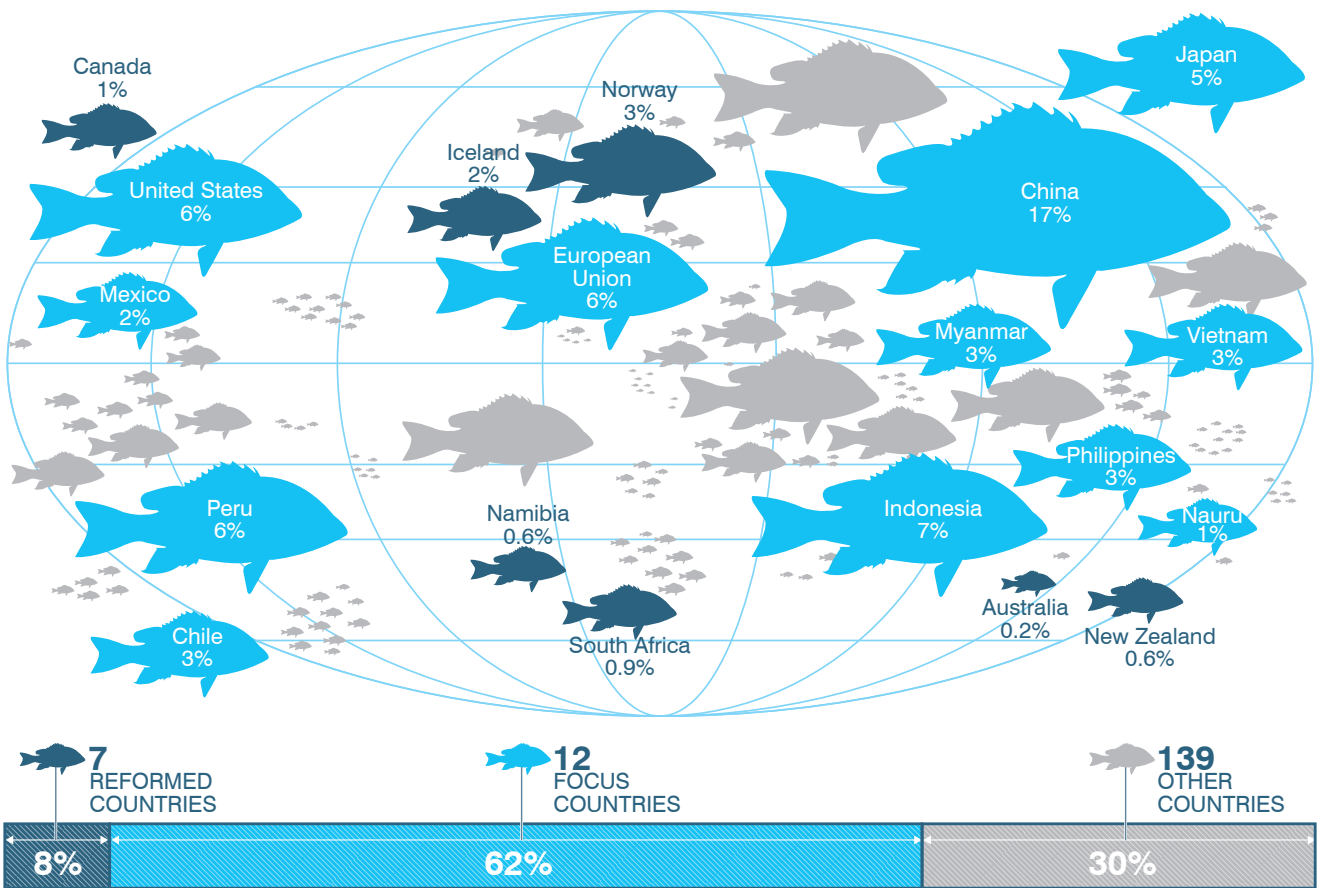 Japan
5%
Canada
1%
Norway
3%
Iceland
2%
United States
6%
China
17%
European
Union
6%
Mexico
2%
Myanmar
3%
Vietnam
3%
Philippines
3%
Peru
6%
Indonesia
7%
Nauru
1%
Namibia
0.6%
Australia
0.2%
New Zealand
0.6%
Chile
3%
South Africa
0.9%
7
REFORMED
COUNTRIES
12
FOCUS
COUNTRIES
139
OTHER
COUNTRIES
8%
62%
30%